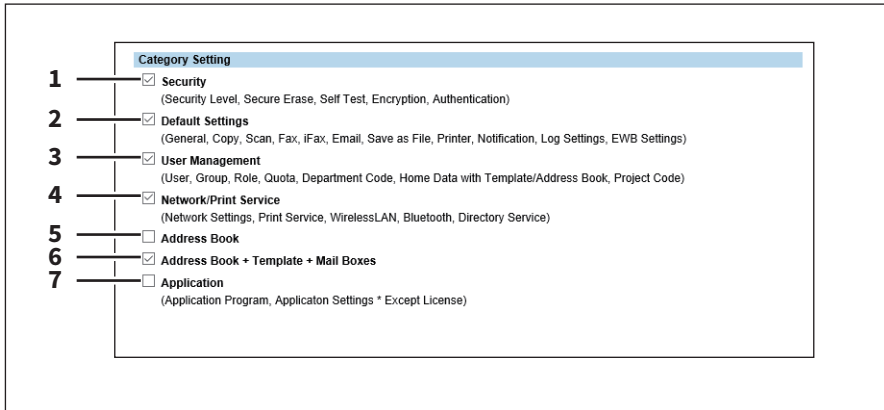 Category Setting
1 Security
(Security Level, Secure Erase, Self Test, Encryption, Authentication)
2 Default Settings
(General, Copy, Scan, Fax, iFax, Email, Save as File, Printer, Notification, Log Settings, EWB Settings)
3 User Management
(User, Group, Role, Quota, Department Code, Home Data with Template/Address Book, Project Code)
4 Network/Print Service
(Network Settings, Print Service, WirelessLAN, Bluetooth, Directory Service)
5 Address Book
6 Address Book + Template + Mail Boxes
7 Application
(Application Program, Applicaton Settings * Except License)